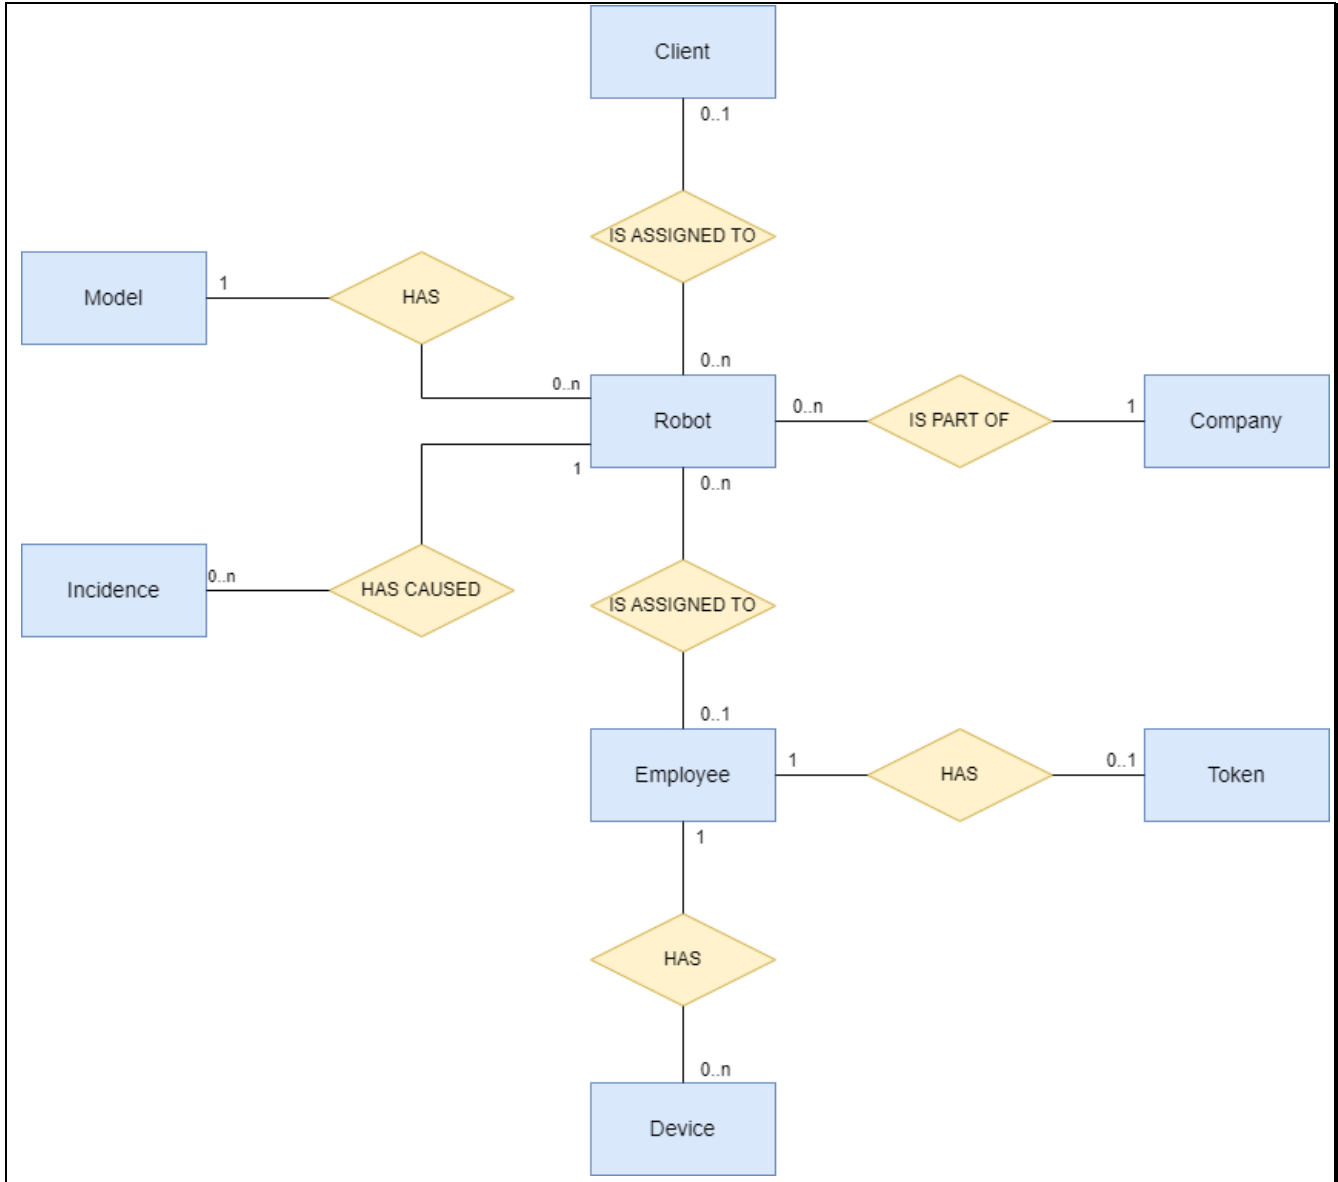 Client
0..1
IS ASSIGNED TO
Model
1
HAS
0..n
0..n
Robot
0..n
IS PART OF
1
Company
1
0..n
Incidence
0..n
HAS CAUSED
IS ASSIGNED TO
0..1
Employee
1
HAS
0..1
Token
1
HAS
0..n
Device